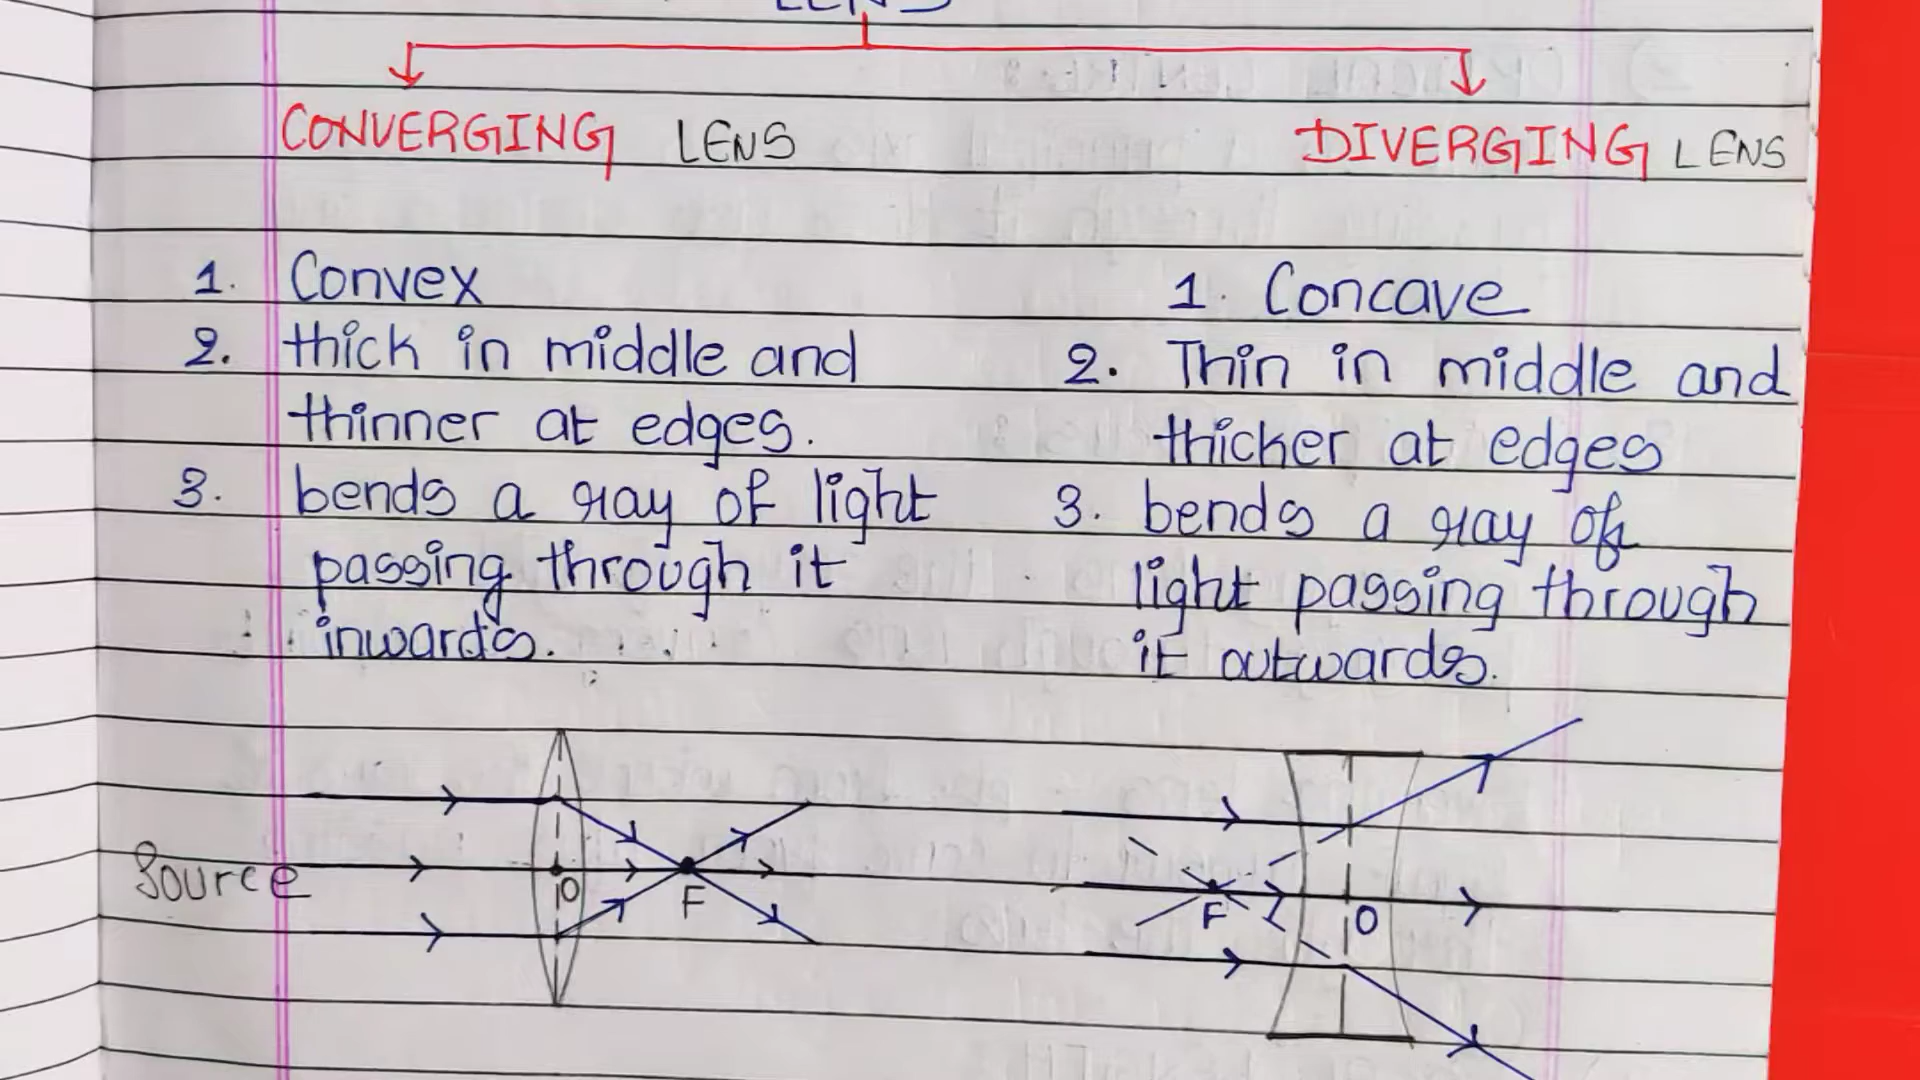 LENS
CONVERGING LENS
DIVERGING LENS
1. Convex
2. thick in middle and
thinner at edges.
3. bends a ray of light
passing through it
inwards.
1. Concave
2. Thin in middle and
thicker at edges
3. bends a ray of
light passing through
it outwards.
Source
O
F
F
O